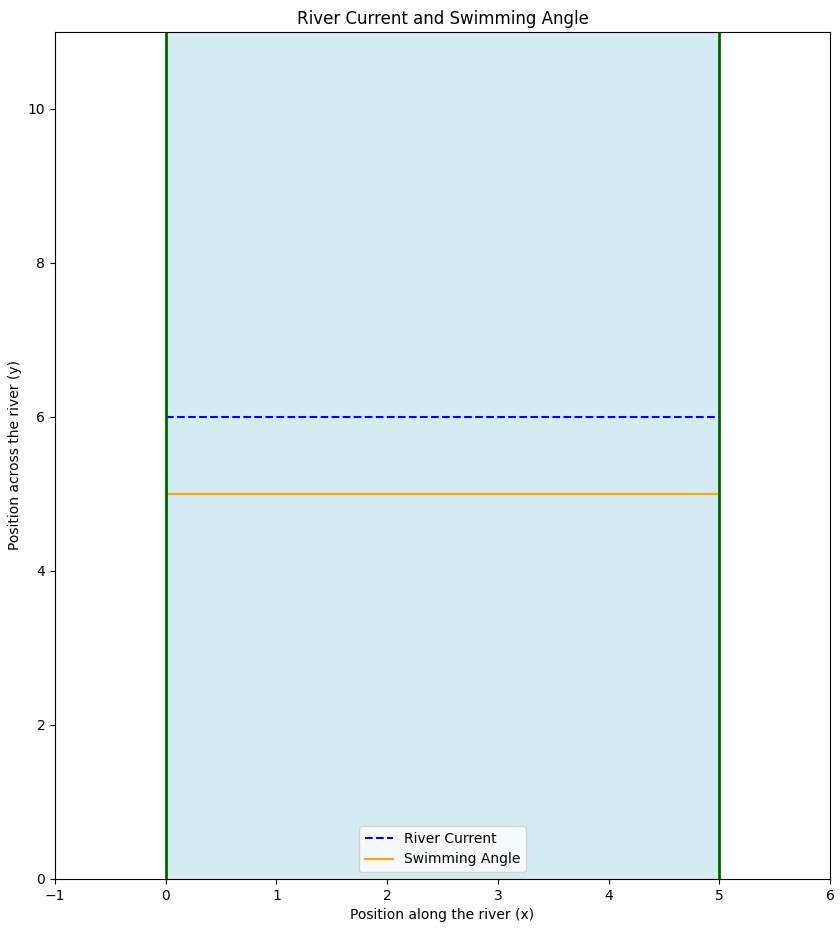 River Current and Swimming Angle
Position across the river (y)
10
8
6
4
2
0
River Current
Swimming Angle
−1
0
1
2
3
4
5
6
Position along the river (x)